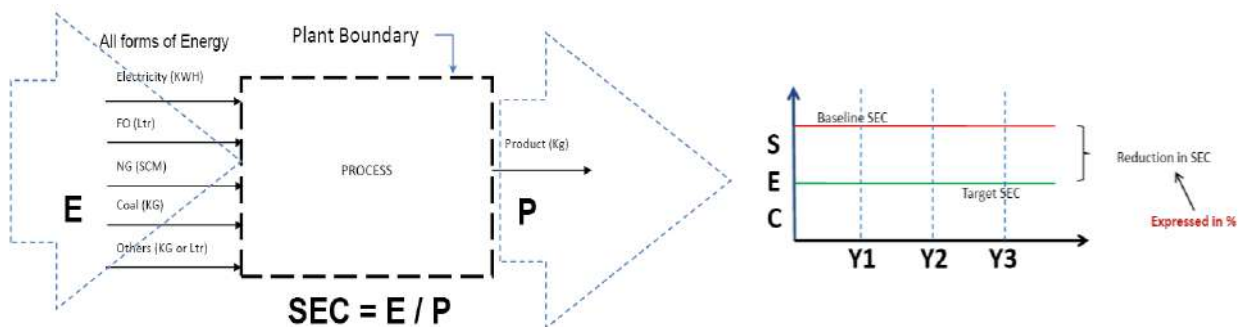 All forms of Energy
Plant Boundary
Electricity (KWH)
FO (Ltr)
NG (SCM)
Coal (KG)
Others (KG or Ltr)
E
PROCESS
Product (Kg)
P
SEC = E / P
S
E
C
Baseline SEC
Target SEC
Reduction in SEC
Expressed in %
Y1 Y2 Y3